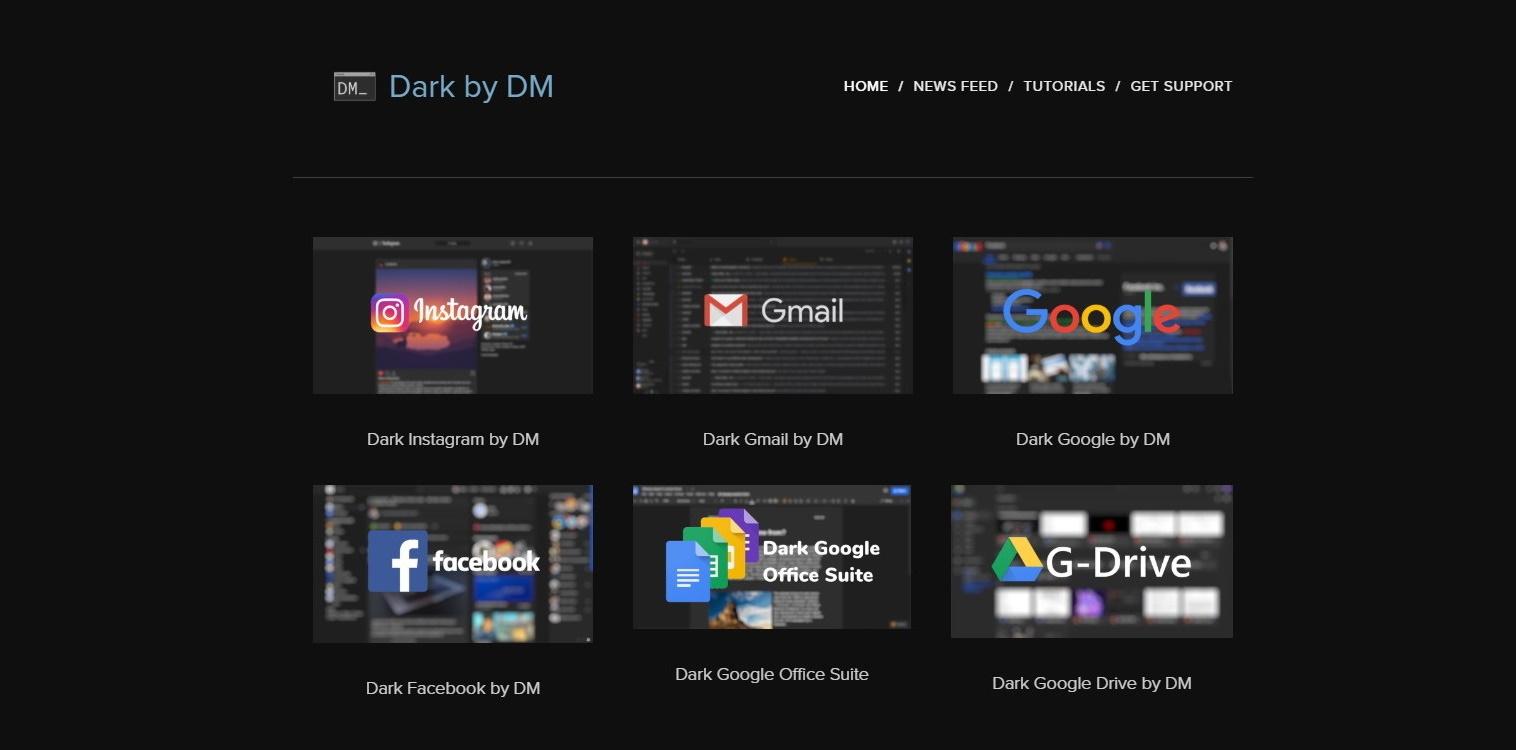 DM_ Dark by DM
HOME / NEWS FEED / TUTORIALS / GET SUPPORT
Instagram
Gmail
Google
Dark Instagram by DM
Dark Gmail by DM
Dark Google by DM
facebook
Dark Google
Office Suite
G-Drive
Dark Facebook by DM
Dark Google Office Suite
Dark Google Drive by DM